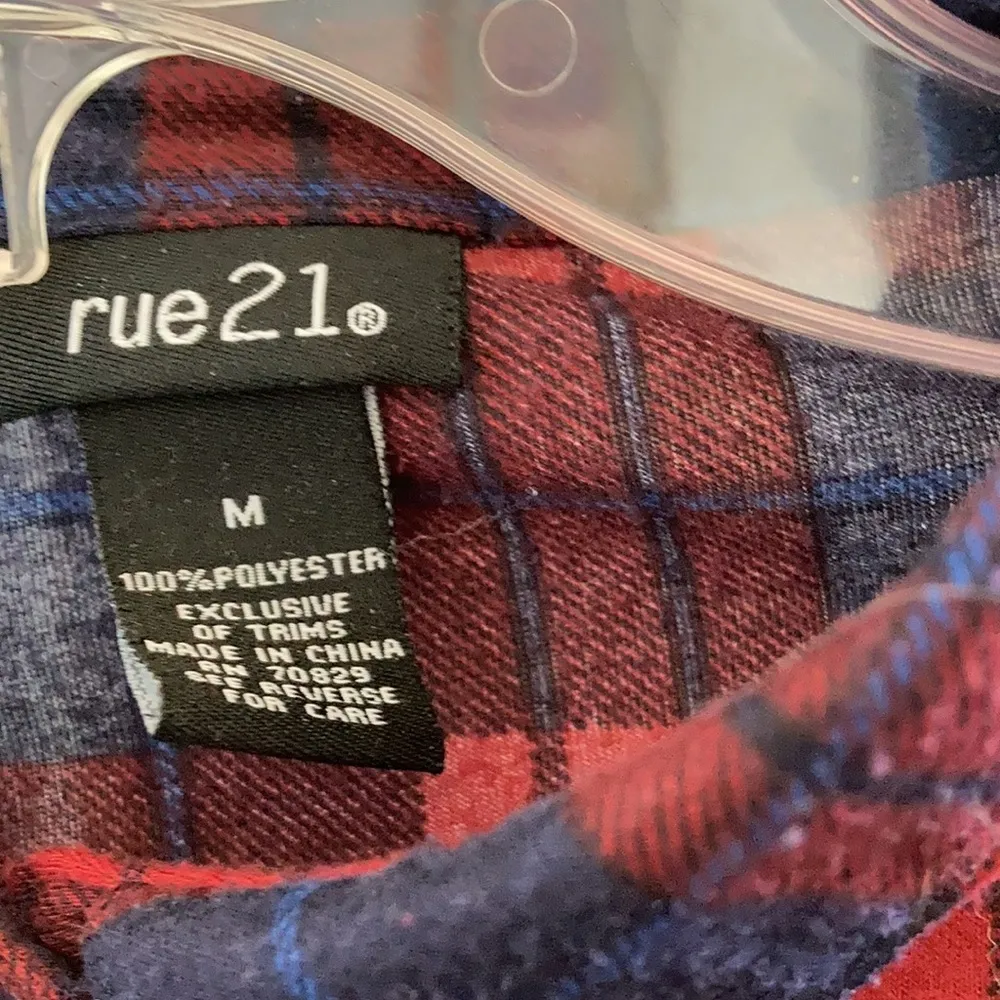 rue21®
M
100%POLYESTER
EXCLUSIVE
OF TRIMS
MADE IN CHINA
RN 70829
SEE REVERSE
FOR CARE